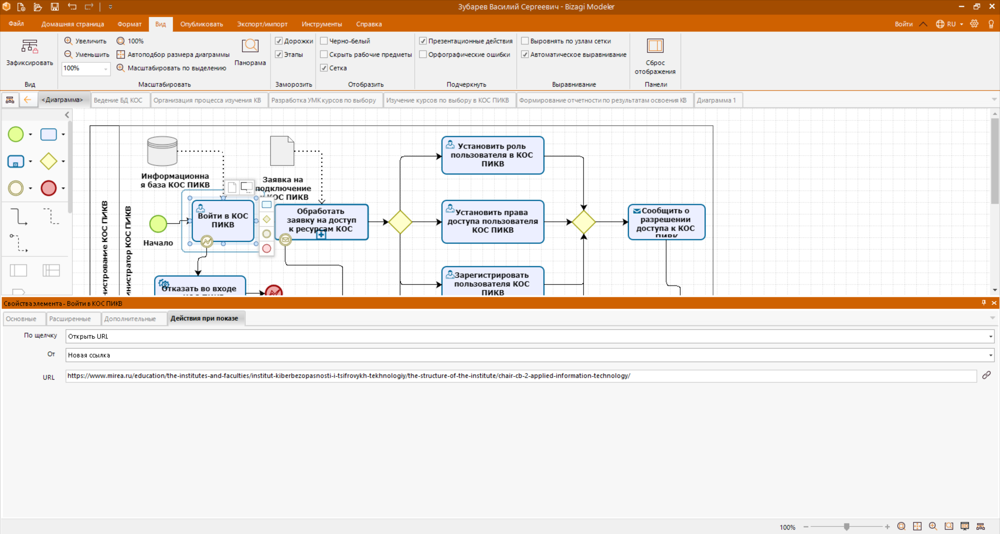 Зубарев Василий Сергеевич - Bizagi Modeler
Файл
Домашняя страница
Формат
Вид
Опубликовать
Экспорт/импорт
Инструменты
Справка
Войти
RU
Зафиксировать
Вид
Увеличить
Уменьшить
100%
100%
Автоподбор размера диаграммы
Масштабировать по выделению
Панорама
Масштабировать
Дорожки
Этапы
Заморозить
Черно-белый
Скрыть рабочие предметы
Сетка
Отобразить
Презентационные действия
Орфографические ошибки
Подчеркнуть
Выровнять по узлам сетки
Автоматическое выравнивание
Выравнивание
Сброс
отображения
Панели
<Диаграмма>
Ведение БД КОС
Организация процесса изучения КВ
Разработка УМК курсов по выбору
Изучение курсов по выбору в КОС ПИКВ
Формирование отчетности по результатам освоения КВ
Диаграмма 1
нистрование КОС ПИКВ
инистратор КОС ПИКВ
Информационна
я база КОС ПИКВ
Заявка на
подключение
к КОС ПИКВ
Начало
Войти в КОС
ПИКВ
Обработать
заявку на доступ
к ресурсам КОС
Установить роль
пользователя в КОС
ПИКВ
Установить права
доступа пользователя
КОС ПИКВ
Зарегистрировать
пользователя КОС
ПИКВ
Сообщить о
разрешении
доступа к КОС
ПИВК
Отказать во входе
Свойства элемента - Войти в КОС ПИКВ
Основные
Расширенные
Дополнительные
Действия при показе
По щелчку
Открыть URL
От
Новая ссылка
URL
https://www.mirea.ru/education/the-institutes-and-faculties/institut-kiberbezopasnosti-i-tsifrovykh-tekhnologiy/the-structure-of-the-institute/chair-cb-2-applied-information-technology/
100%